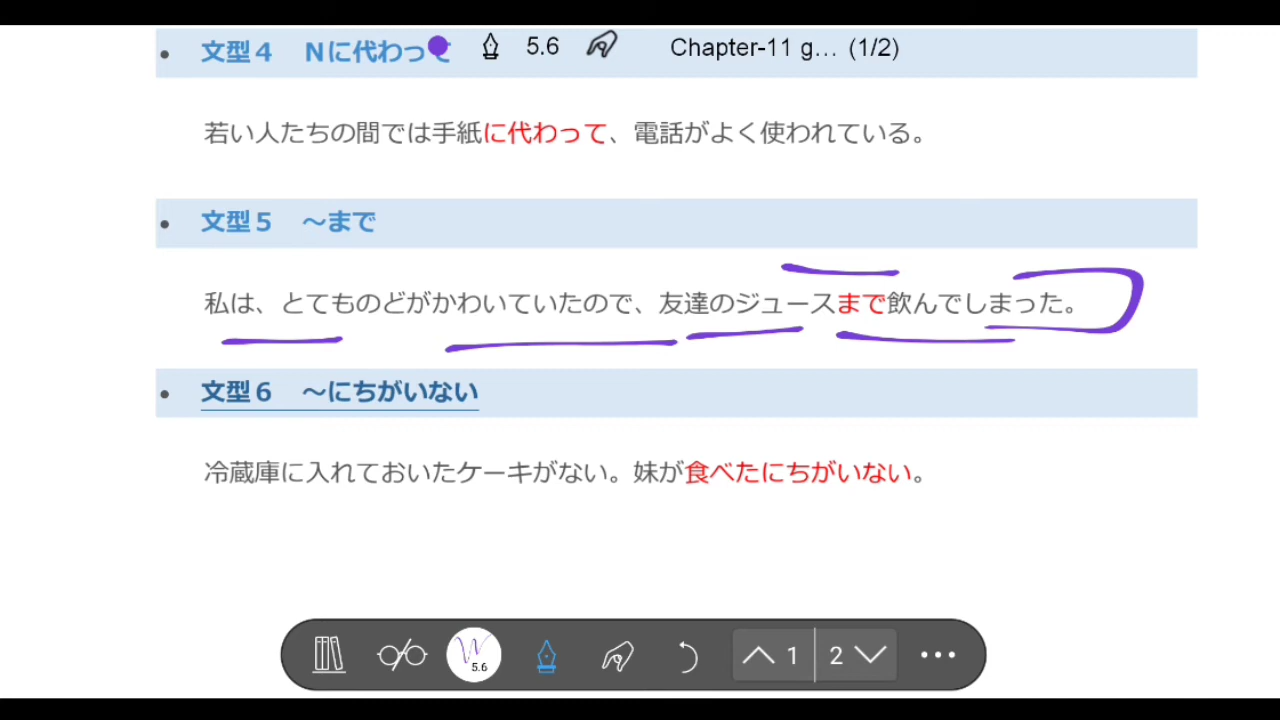 文型４　Ｎに代わって 5.6 Chapter-11 g… (1/2)
若い人たちの間では手紙に代わって、電話がよく使われている。
文型５　～まで
私は、とてものどがかわいていたので、友達のジュースまで飲んでしまった。
文型６　～にちがいない
冷蔵庫に入れておいたケーキがない。妹が食べたにちがいない。
5.6 1 2